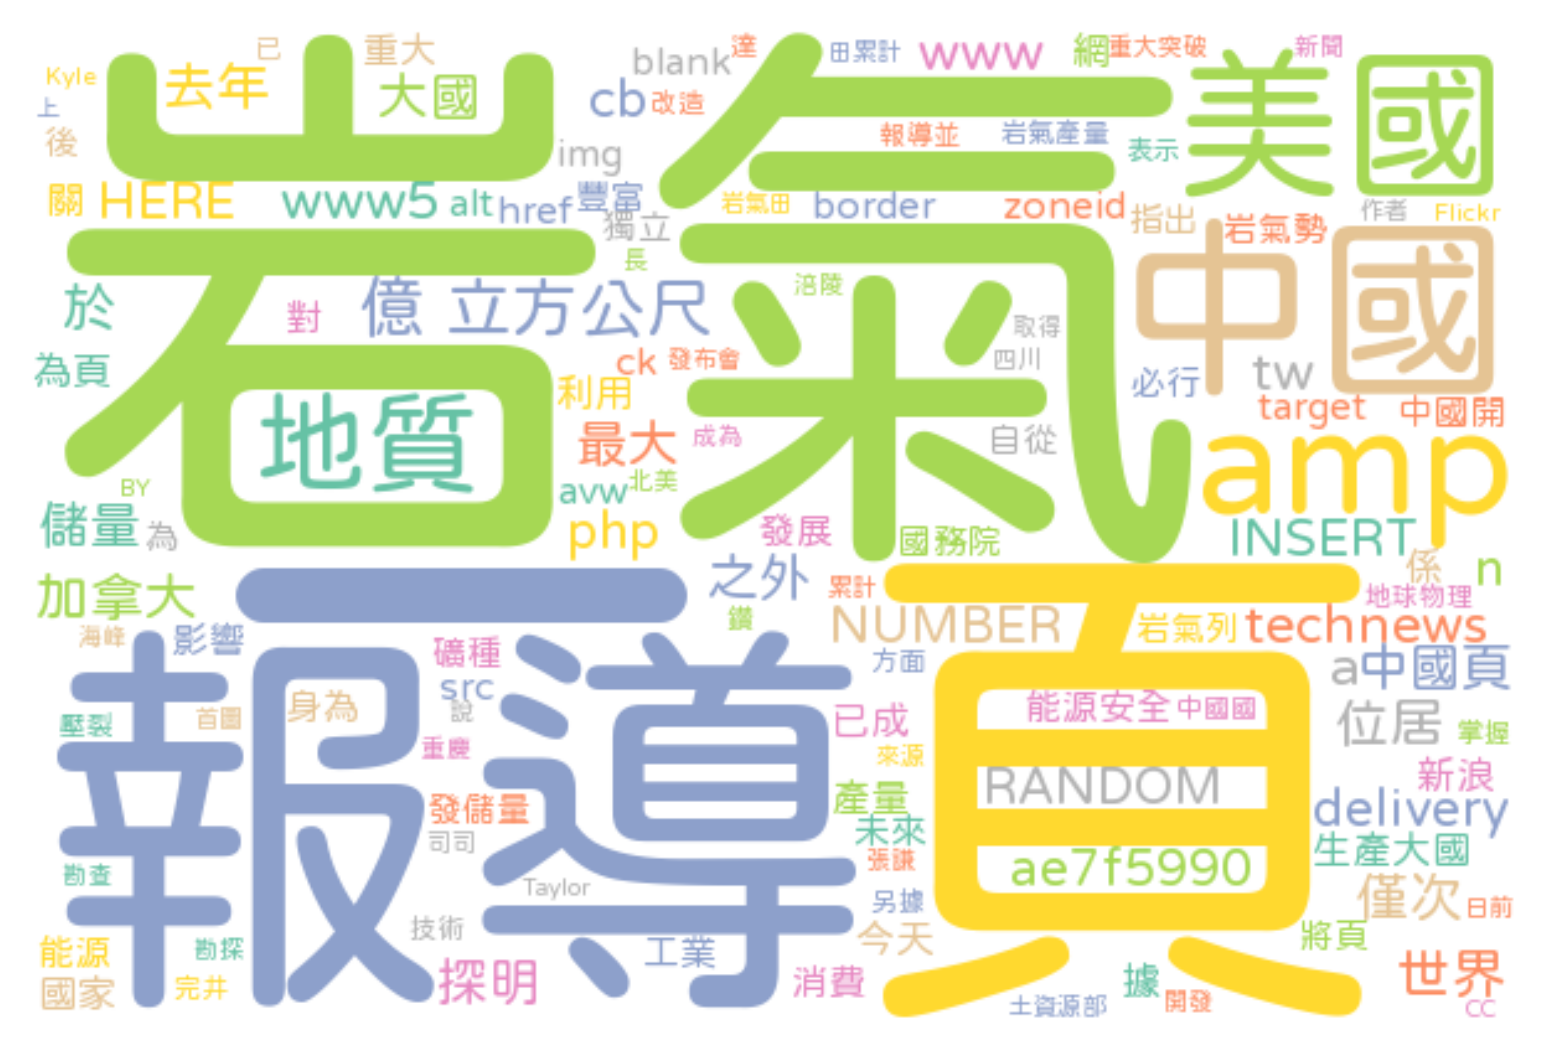 Kyle
已
重大
去年
大國
上
後
blank
達
田累計
www
網
重大突破
新聞
美國
cb
改造
img
報導並
岩氣產量
表示
關
HERE
www5
alt
href
豐富
岩氣田
border
zoneid
指出
作者
Flickr
岩氣勢
獨立
長
岩氣
中國
於
對
億
立方公尺
涪陵
取得
四川
為頁
ck
發布會
利用
必行
tw
target
中國開
地質
最大
成為
自從
amp
BY
avw
北美
儲量
為
php
發展
國務院
INSERT
係
n
加拿大
之外
累計
地球物理
鑽
NUMBER
岩氣列
technews
海峰
影響
礦種
方面
a
中國頁
src
說
身為
首圖
壓裂
重慶
已成
能源安全
中國國
位居
掌握
來源
報導
頁
RANDOM
新浪
發儲量
產量
delivery
司司
未來
生產大國
勘查
張謙
ae7f5990
Taylor
另據
僅次
日前
技術
今天
將頁
能源
勘探
工業
國家
完井
探明
消費
據
世界
土資源部
開發
CC